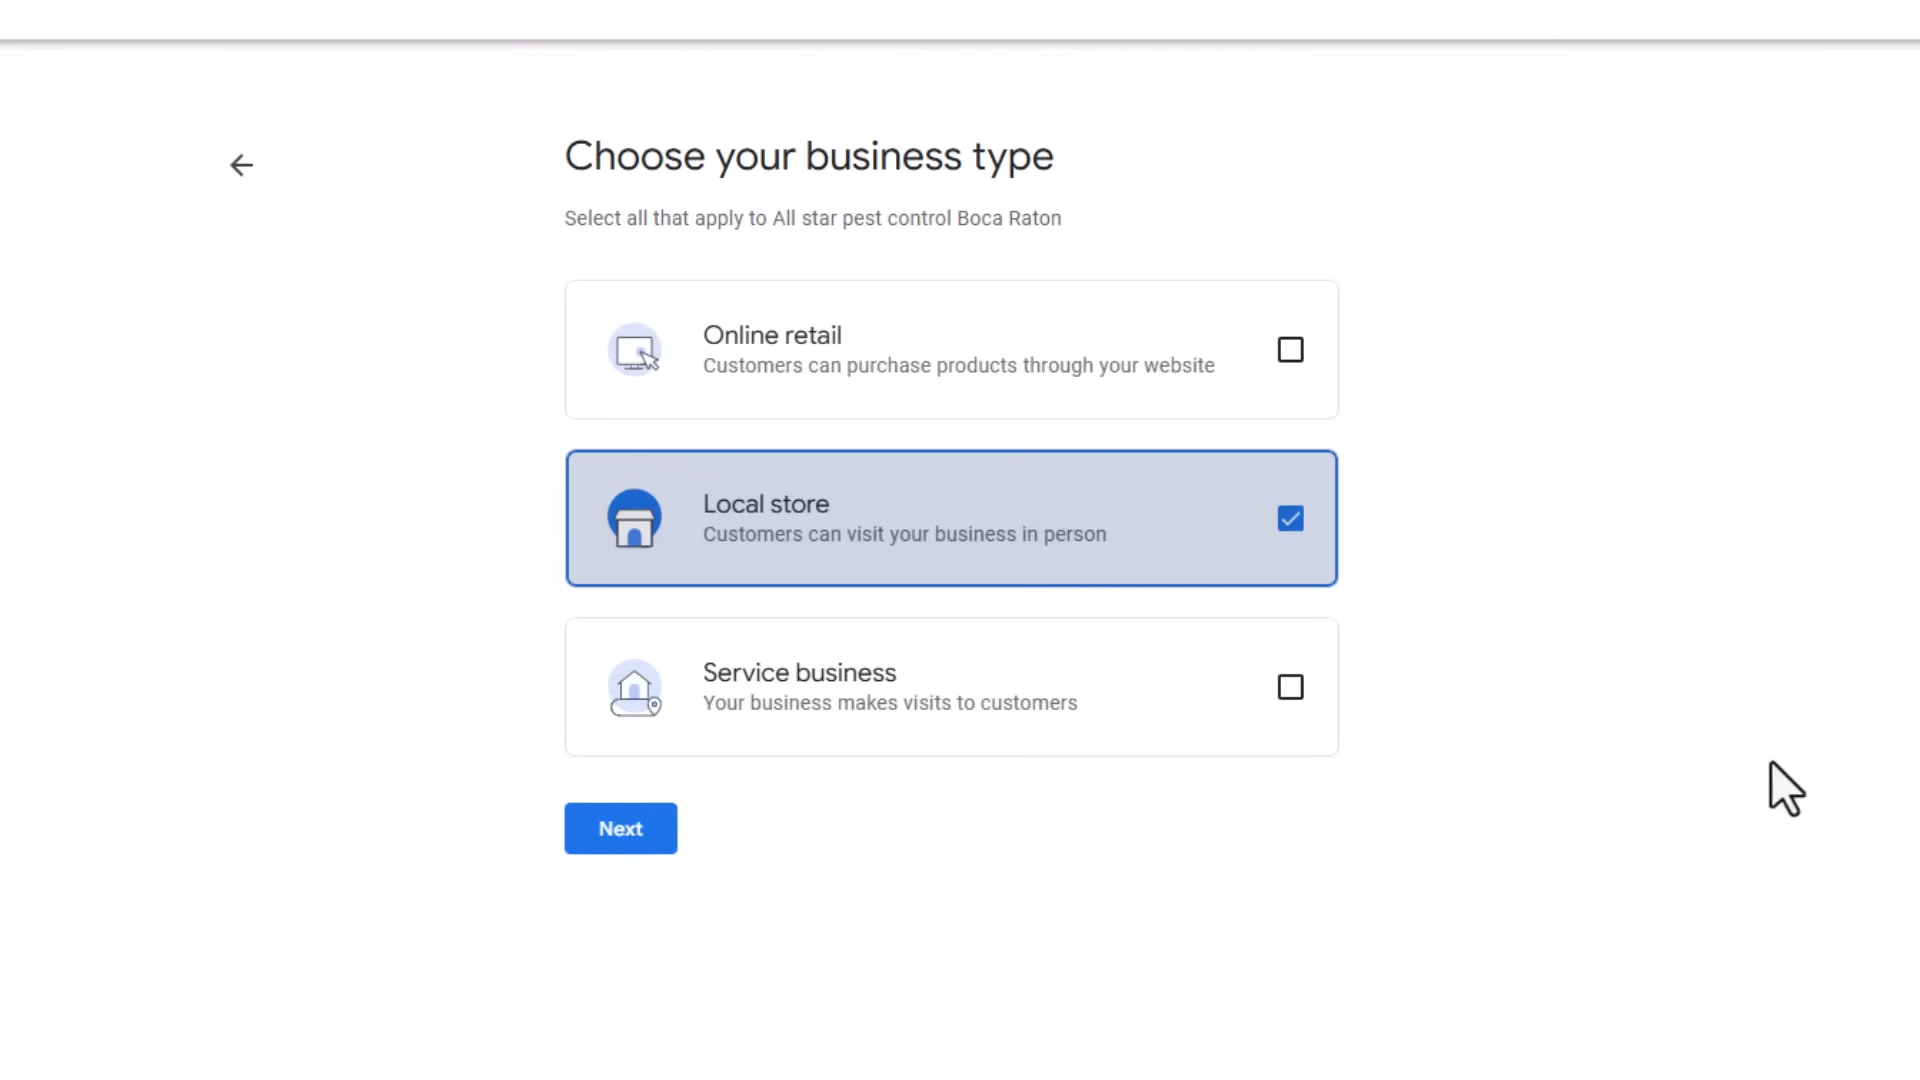 Choose your business type
Select all that apply to All star pest control Boca Raton
Online retail
Customers can purchase products through your website
Local store
Customers can visit your business in person
Service business
Your business makes visits to customers
Next